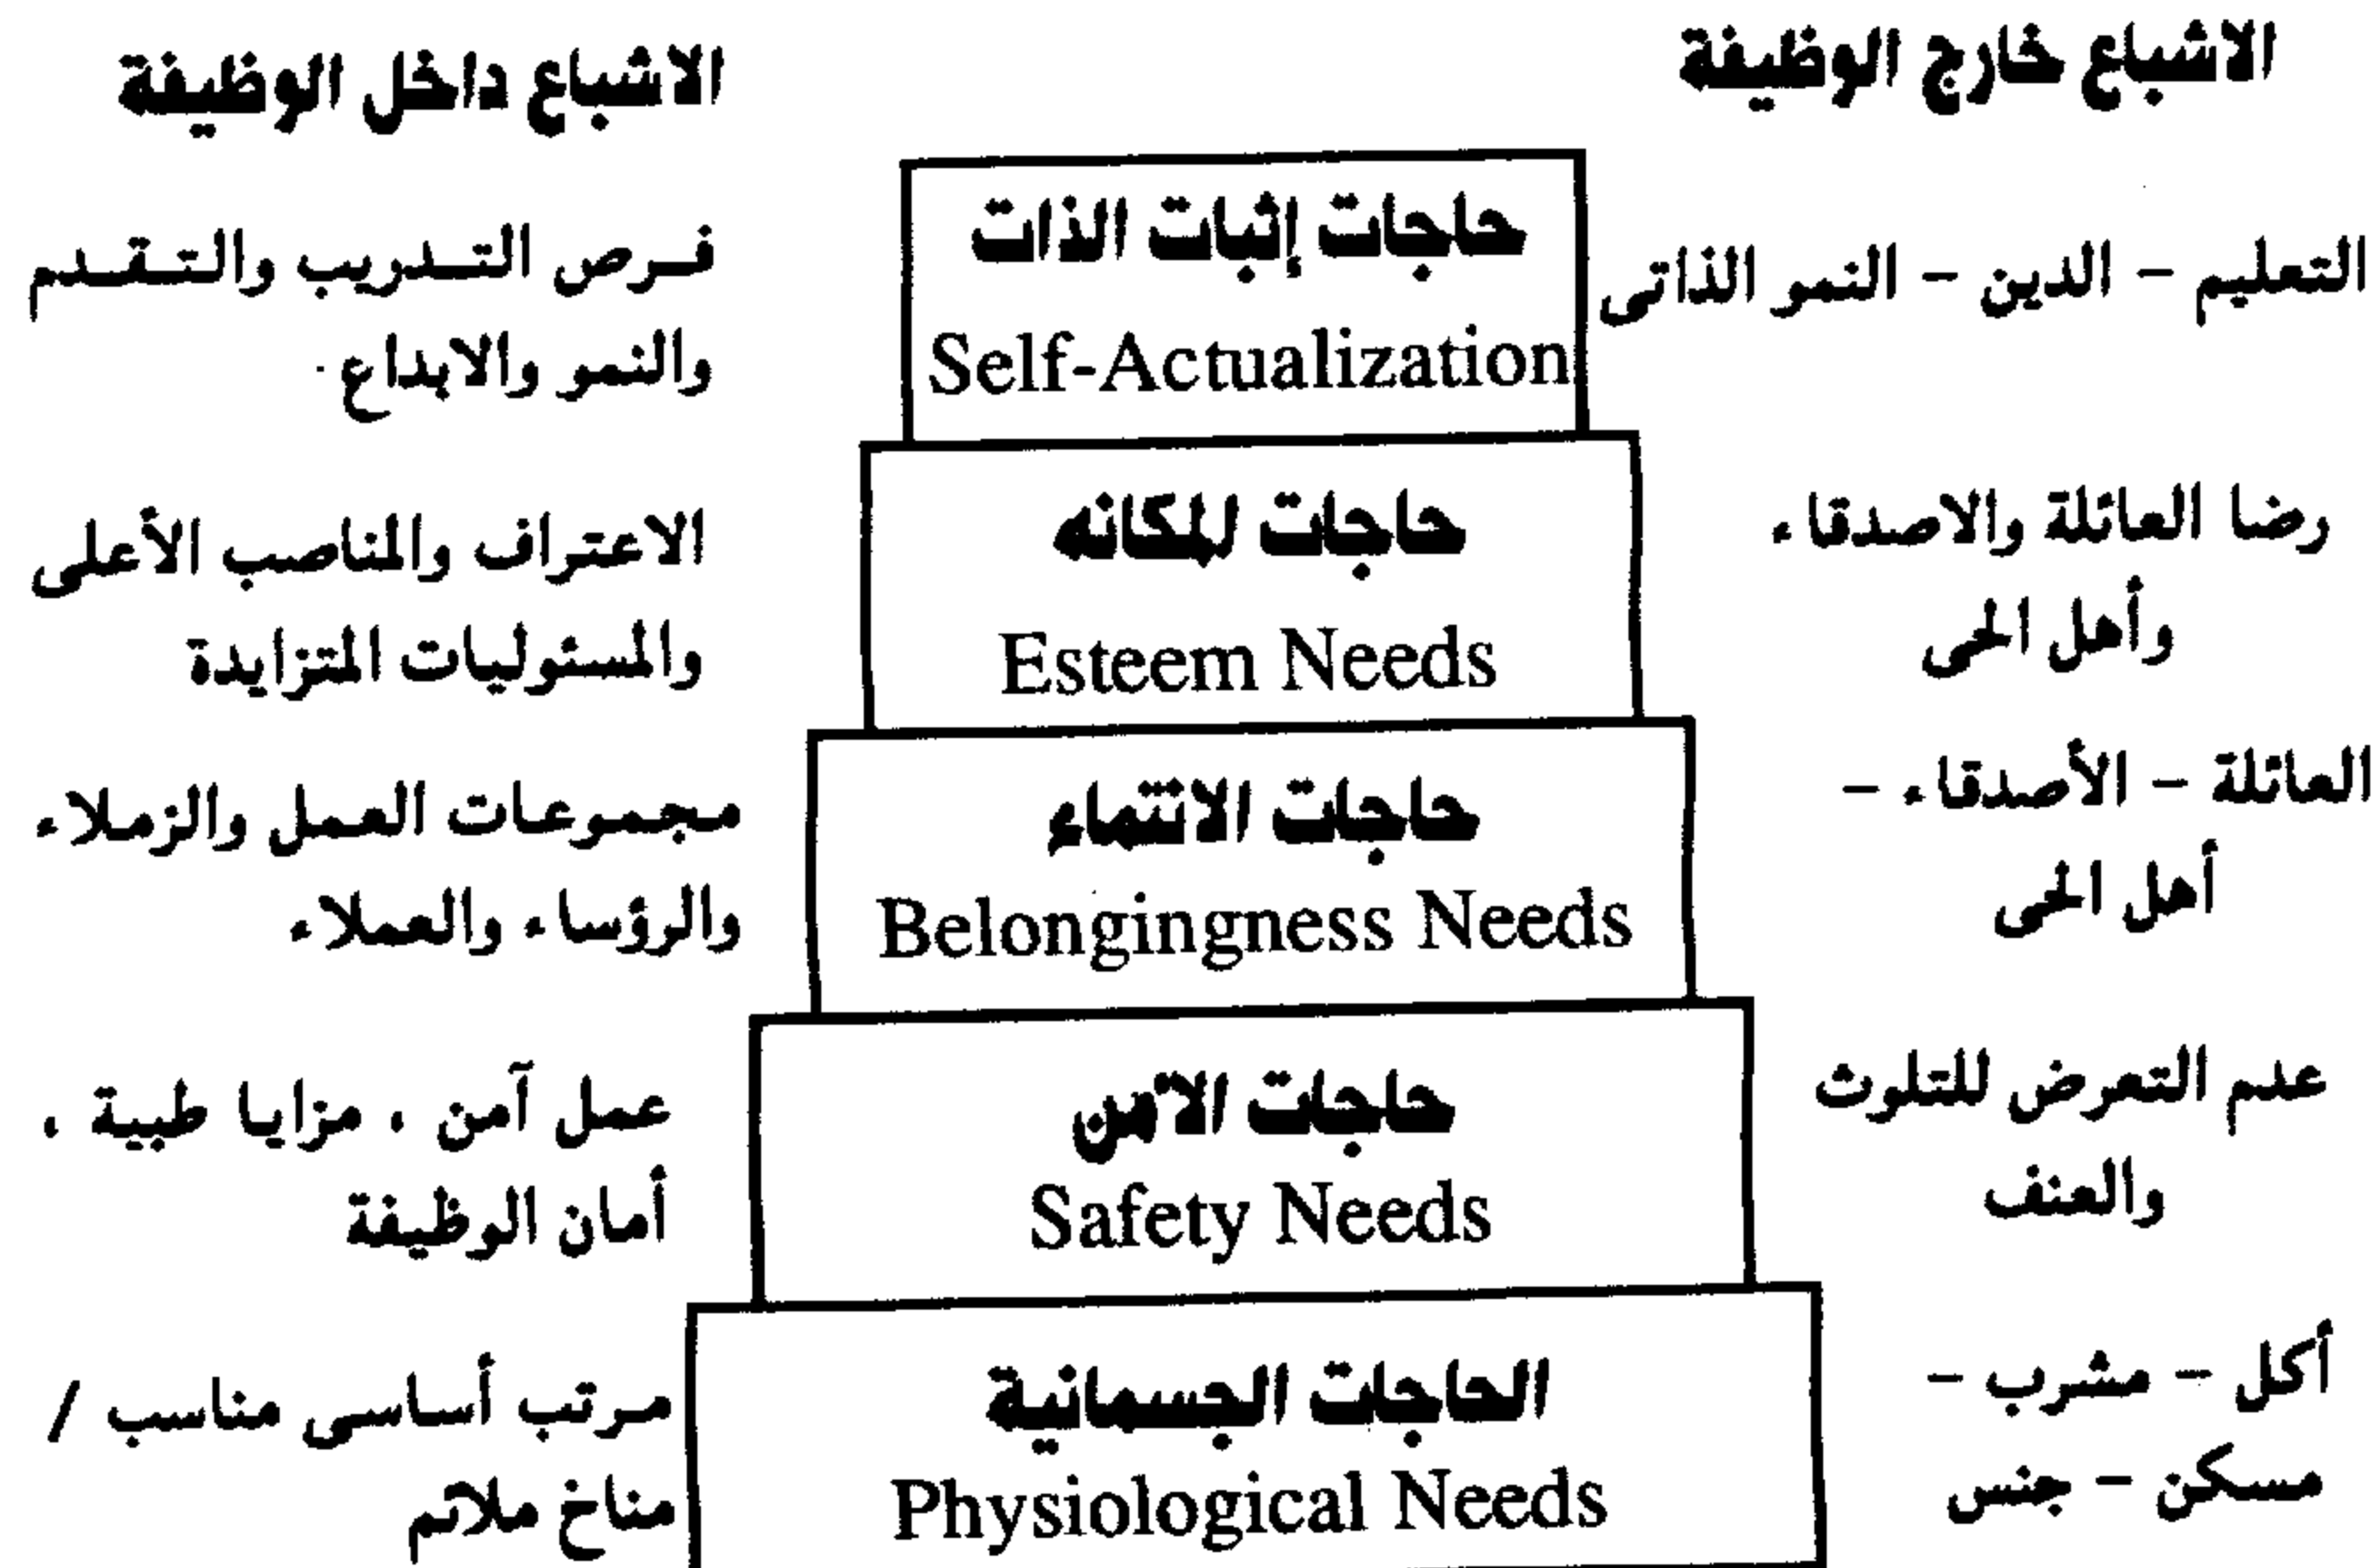 الاشباع خارج الوظيفة
الاشباع داخل الوظيفة
التعليم – الدين – النمو الذاتى
حاجات إثبات الذات
Self-Actualization
فرص التدريب والتقدم
والنمو والابداع.
رضا العائلة والاصدقاء
وأهل الحى
حاجات للمكانه
Esteem Needs
الاعتراف والمناصب الأعلى
والمسئوليات المتزايدة
العائلة – الأصدقاء –
أهل الحى
حاجات الانتماء
Belongingness Needs
مجموعات العمل والزملاء
والرؤساء والعملاء
عدم التعرض للتلوث
والعنف
حاجات الأمن
Safety Needs
عمل آمن ، مزايا طبية ،
أمان الوظيفة
أكل – مشرب –
مسكن – جنس
الحاجات الجسمانية
Physiological Needs
مرتب أساسى مناسب /
مناخ ملائم